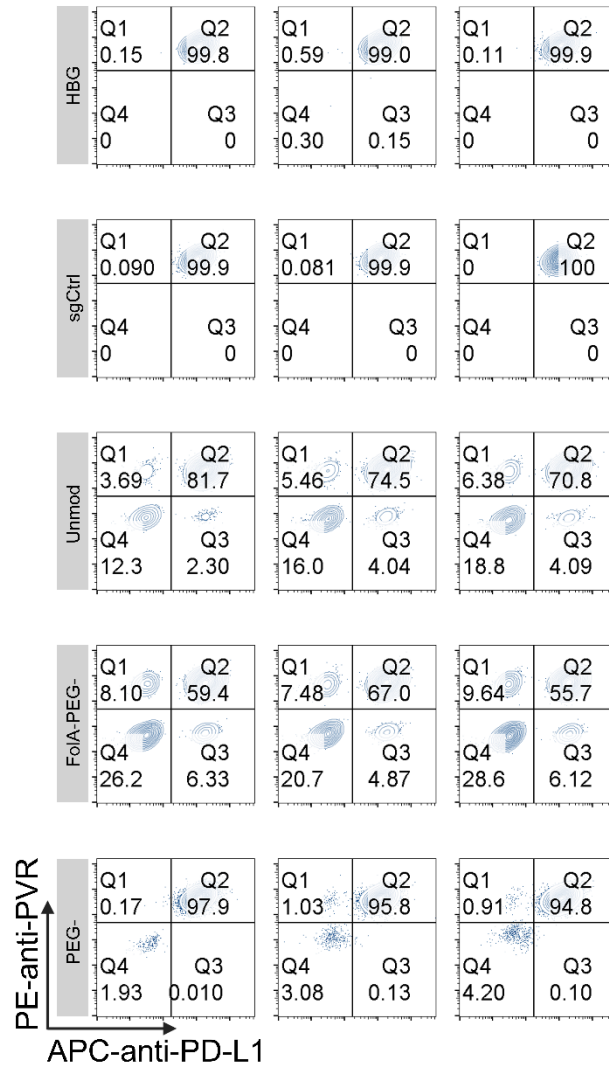 HBG
Q1 Q2 Q1 Q2 Q1 Q2
0.15 99.8 0.59 99.0 0.11 99.9
Q4 Q3 Q4 Q3 Q4 Q3
0 0 0.30 0.15 0 0
sgCtrl
Q1 Q2 Q1 Q2 Q1 Q2
0.090 99.9 0.081 99.9 0 100
Q4 Q3 Q4 Q3 Q4 Q3
0 0 0 0 0 0
Unmod
Q1 Q2 Q1 Q2 Q1 Q2
3.69 81.7 5.46 74.5 6.38 70.8
Q4 Q3 Q4 Q3 Q4 Q3
12.3 2.30 16.0 4.04 18.8 4.09
FolA-PEG-
Q1 Q2 Q1 Q2 Q1 Q2
8.10 59.4 7.48 67.0 9.64 55.7
Q4 Q3 Q4 Q3 Q4 Q3
26.2 6.33 20.7 4.87 28.6 6.12
PEG-
Q1 Q2 Q1 Q2 Q1 Q2
0.17 97.9 1.03 95.8 0.91 94.8
Q4 Q3 Q4 Q3 Q4 Q3
1.93 0.010 3.08 0.13 4.20 0.10
PE-anti-PVR
APC-anti-PD-L1